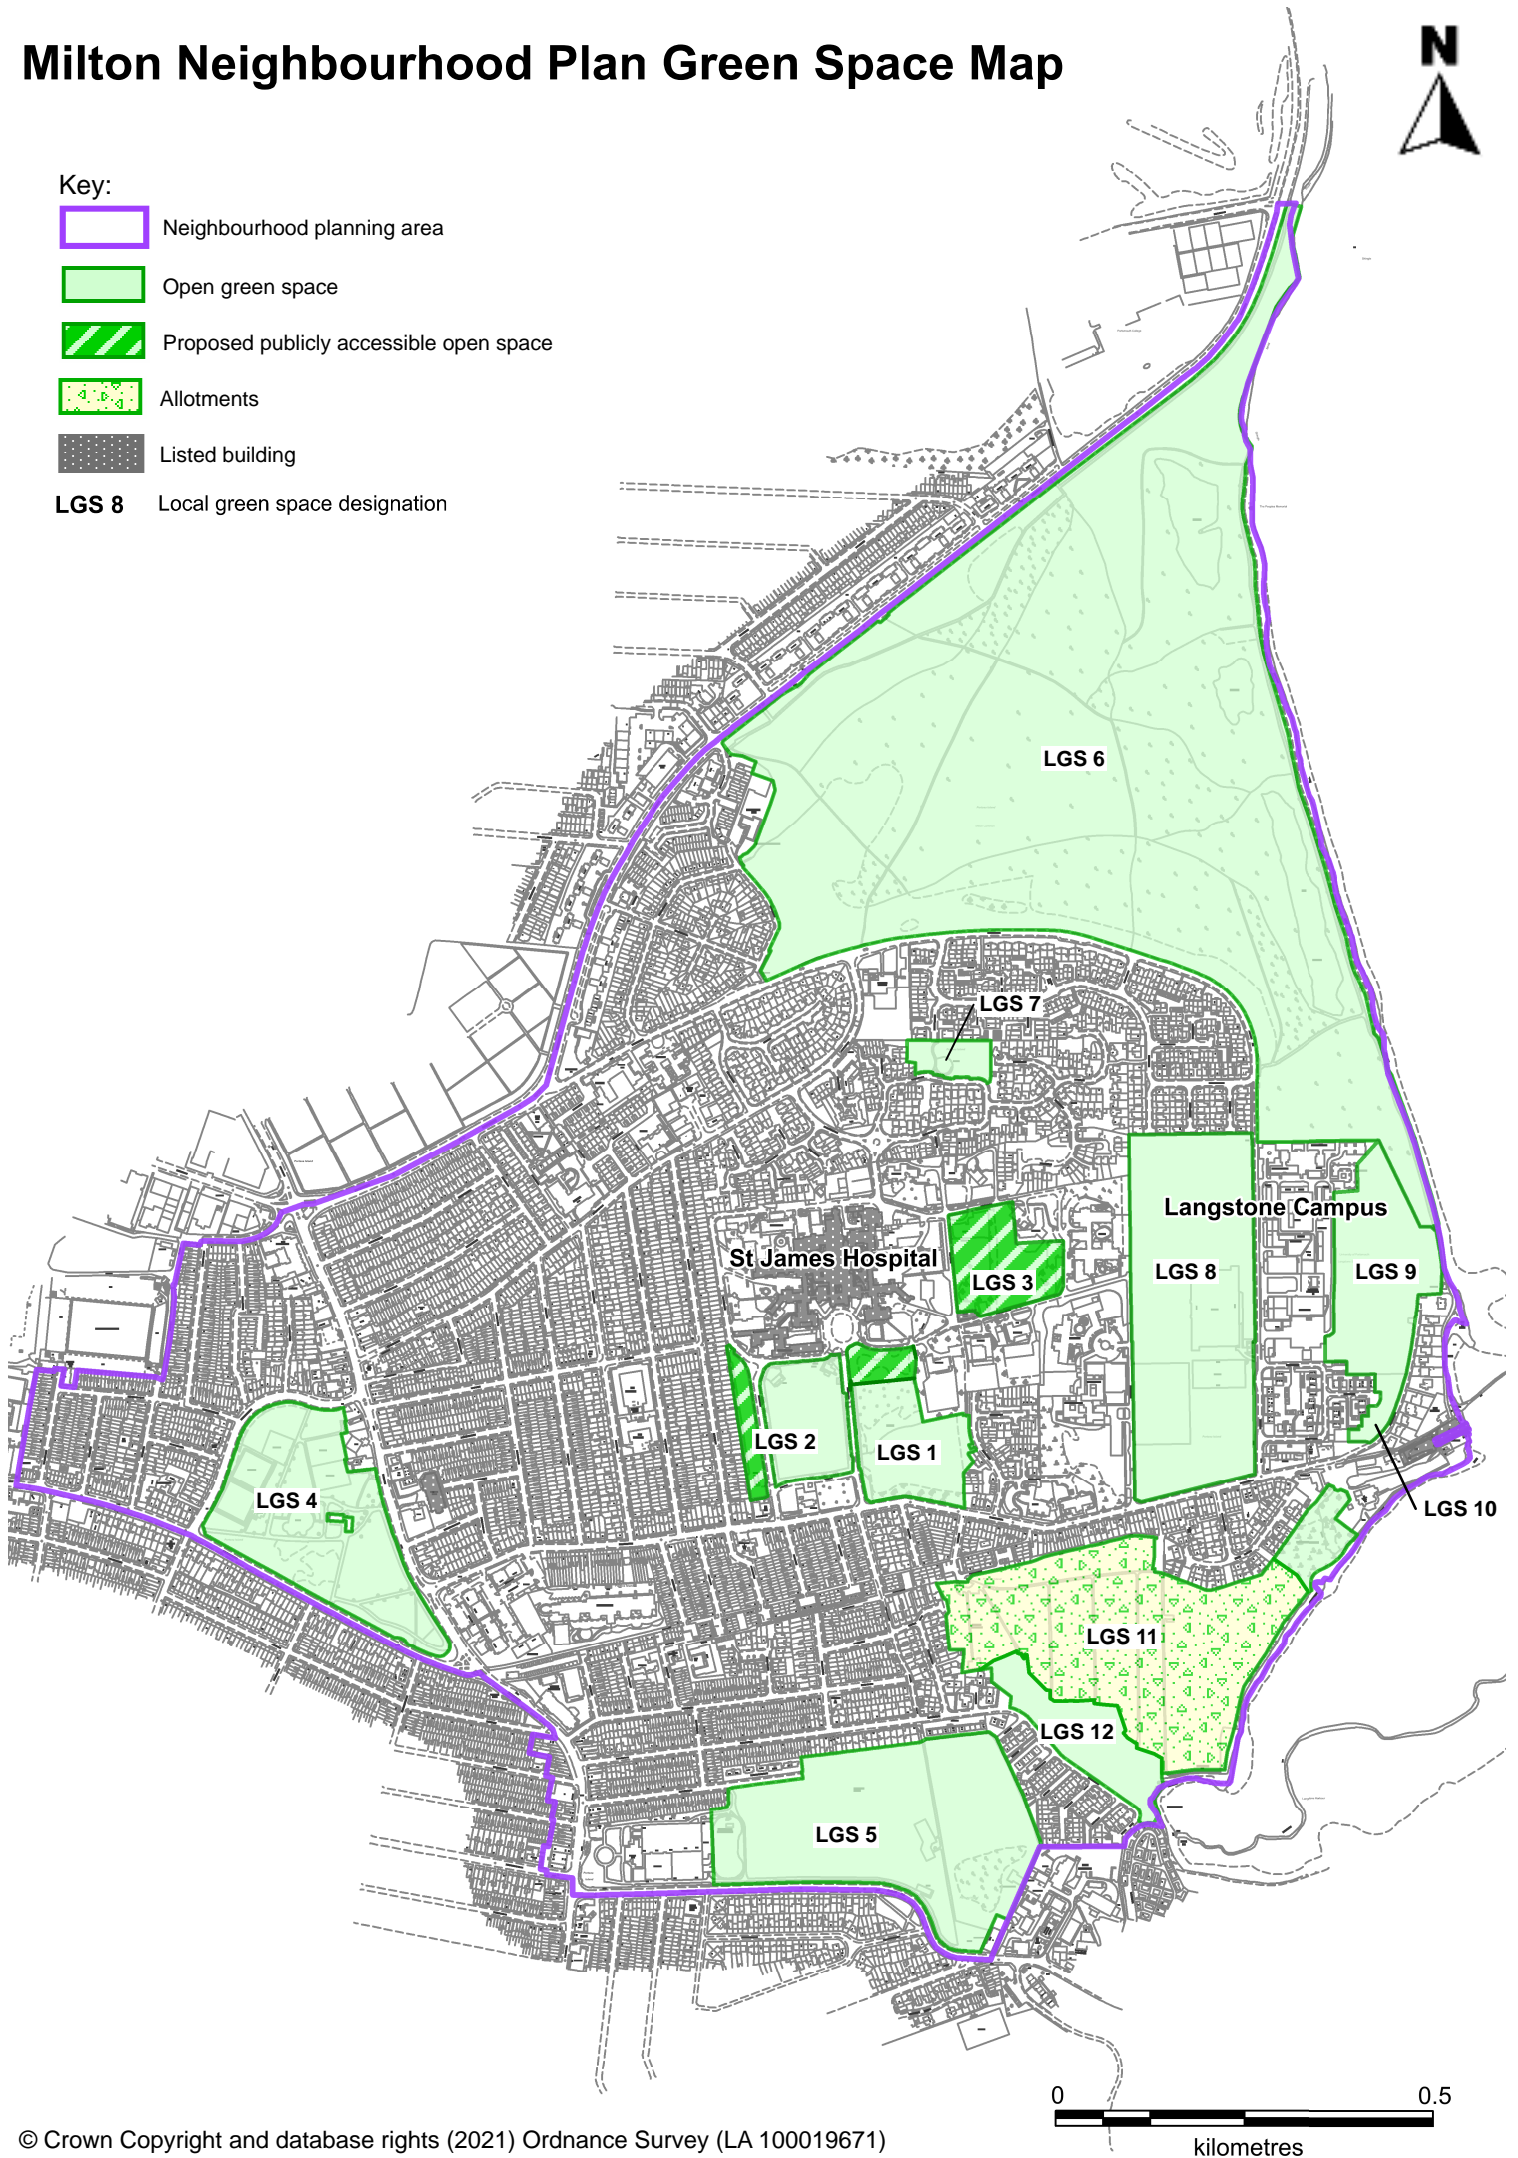 Milton Neighbourhood Plan Green Space Map
N
Key:
Neighbourhood planning area
Open green space
Proposed publicly accessible open space
Allotments
Listed building
LGS 8 Local green space designation
LGS 6
LGS 7
Langstone Campus
St James Hospital
LGS 3
LGS 8
LGS 9
LGS 2
LGS 1
LGS 4
LGS 10
LGS 11
LGS 12
LGS 5
0 0.5
kilometres
© Crown Copyright and database rights (2021) Ordnance Survey (LA 100019671)